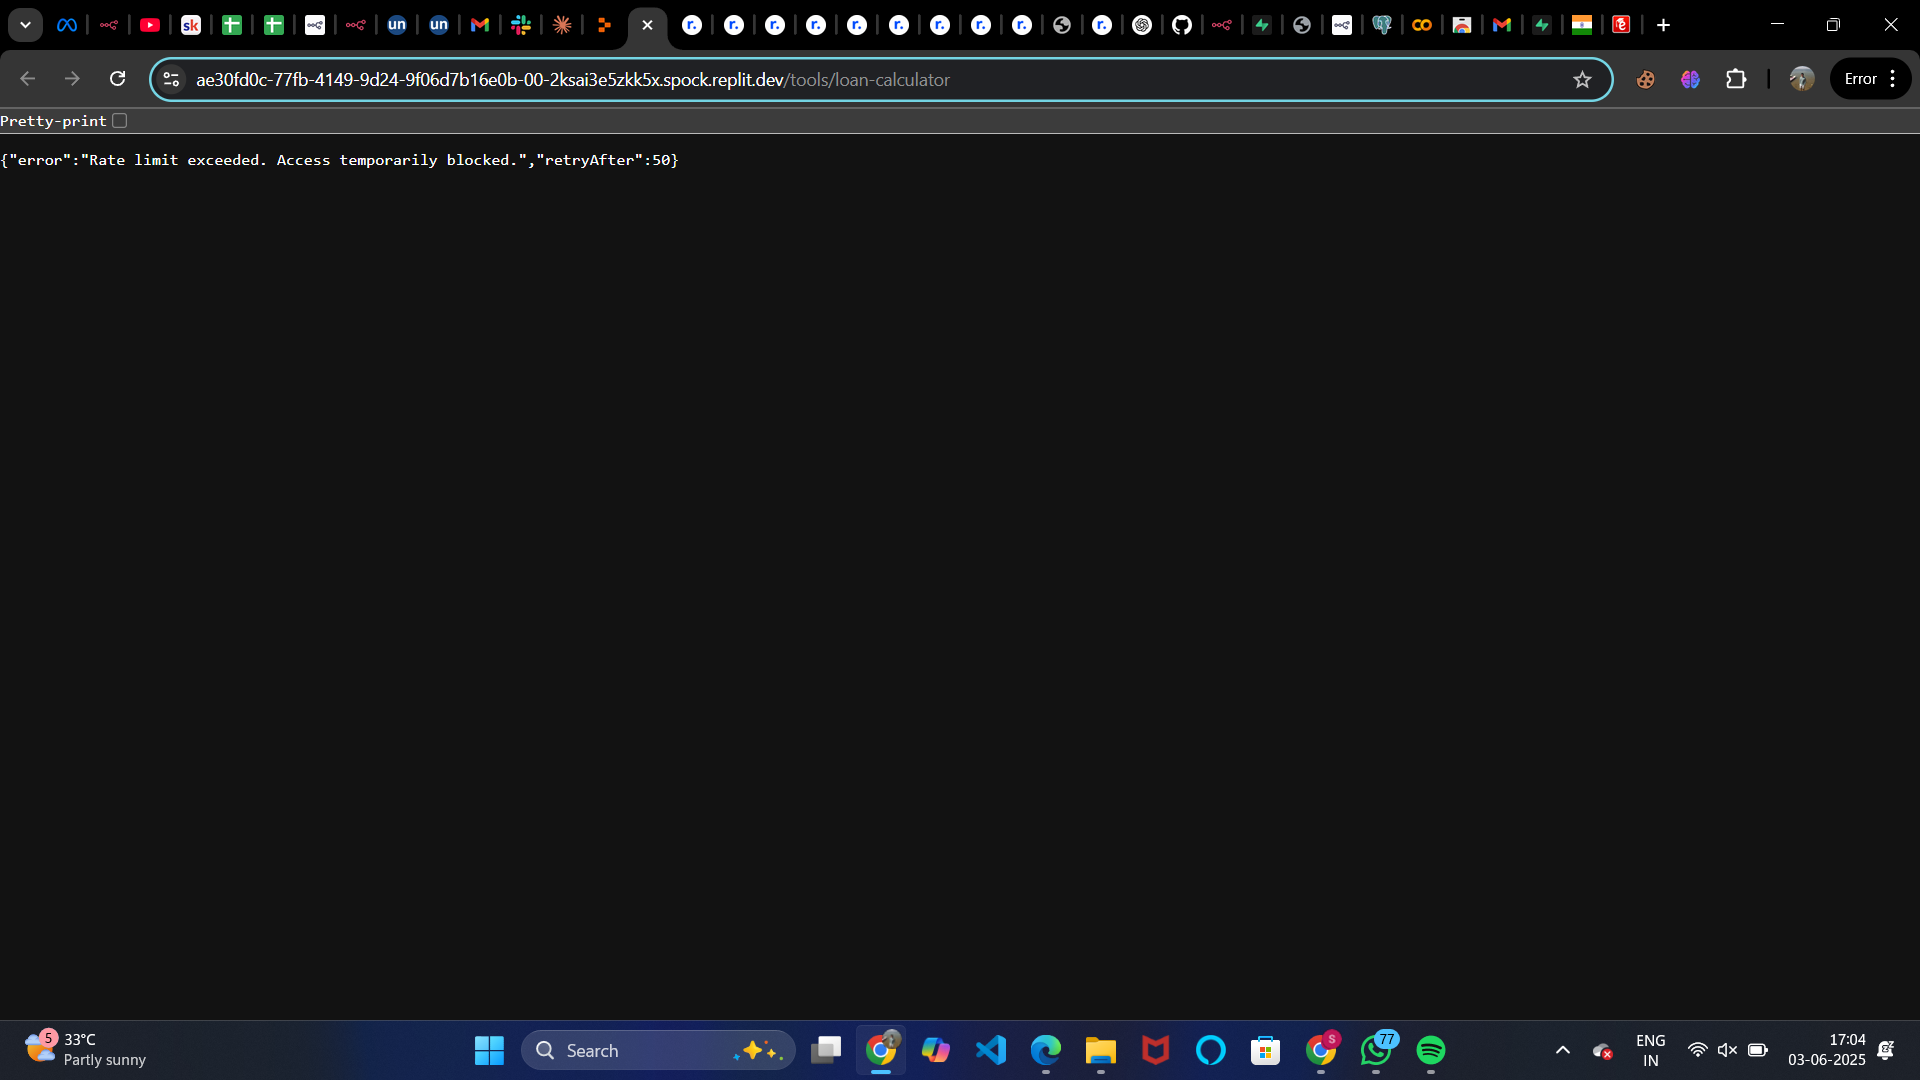 sk
un
un
r.
r.
r.
r.
r.
r.
r.
r.
r.
r.
ae30fd0c-77fb-4149-9d24-9f06d7b16e0b-00-2ksai3e5zkk5x.spock.replit.dev/tools/loan-calculator
Error
Pretty-print
{"error":"Rate limit exceeded. Access temporarily blocked.","retryAfter":50}
5
33°C
Partly sunny
Search
S
77
ENG
IN
17:04
03-06-2025